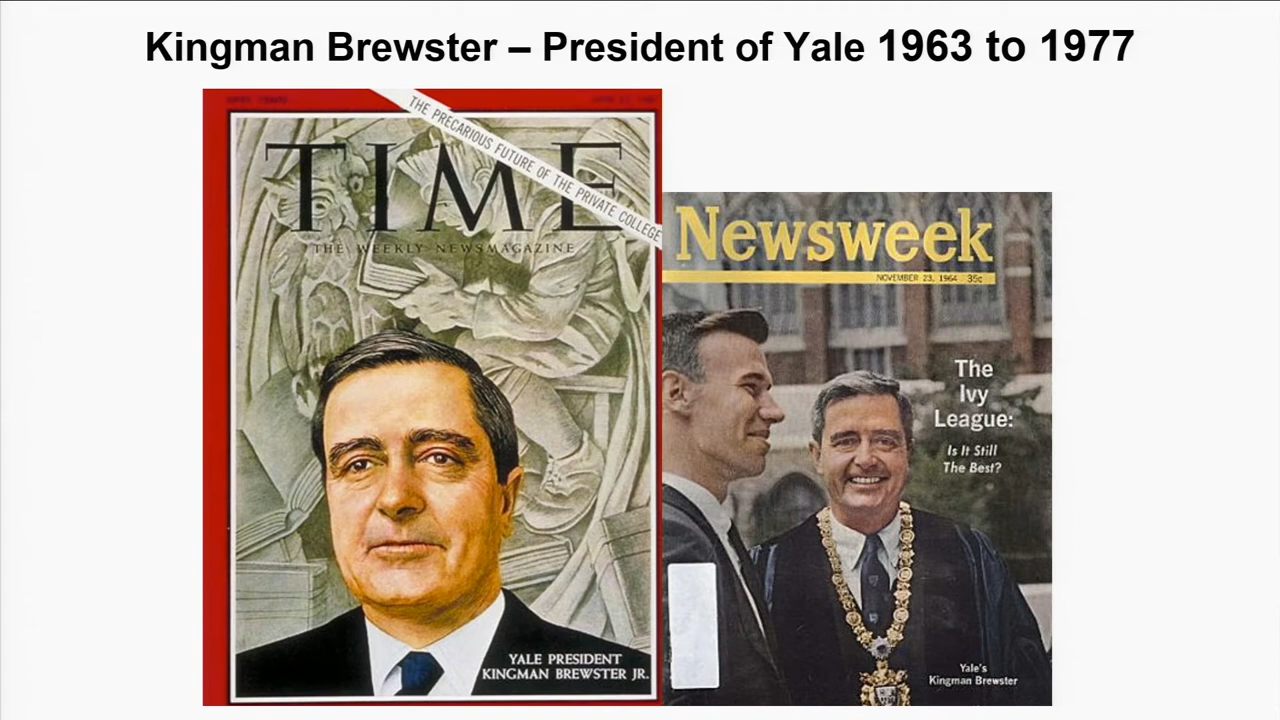 Kingman Brewster – President of Yale 1963 to 1977
THE PRECARIOUS FUTURE OF THE PRIVATE COLLEGE
TIME
THE WEEKLY NEWSMAGAZINE
YALE PRESIDENT
KINGMAN BREWSTER JR.
Newsweek
NOVEMBER 23, 1964 35¢
The
Ivy
League:
Is It Still
The Best?
Yale's
Kingman Brewster